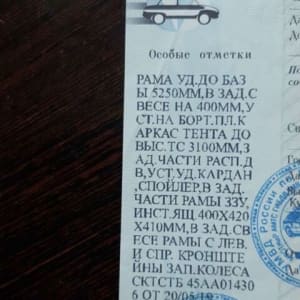 Особые отметки
РАМА УД.ДО БАЗ
Ы 5250ММ,В ЗАД.С
ВЕСЕ НА 400ММ,У
СТ.НА БОРТ.ПЛ.К
АРКАС ТЕНТА ДО
ВЫС.ТС 3100ММ,З
АД.ЧАСТИ РАСП.Д
В,УСТ.УД.КАРДАН
,СПОЙЛЕР,В ЗАД.
ЧАСТИ РАМЫ ЗЗУ,
ИНСТ.ЯЩ 400Х420
Х410ММ,В ЗАД.СВ
ЕСЕ РАМЫ С ЛЕВ.
И СПР. КРОНШТЕ
ЙНЫ ЗАП.КОЛЕСА
СКТСТБ 45АА01430
6 ОТ 20/05/19